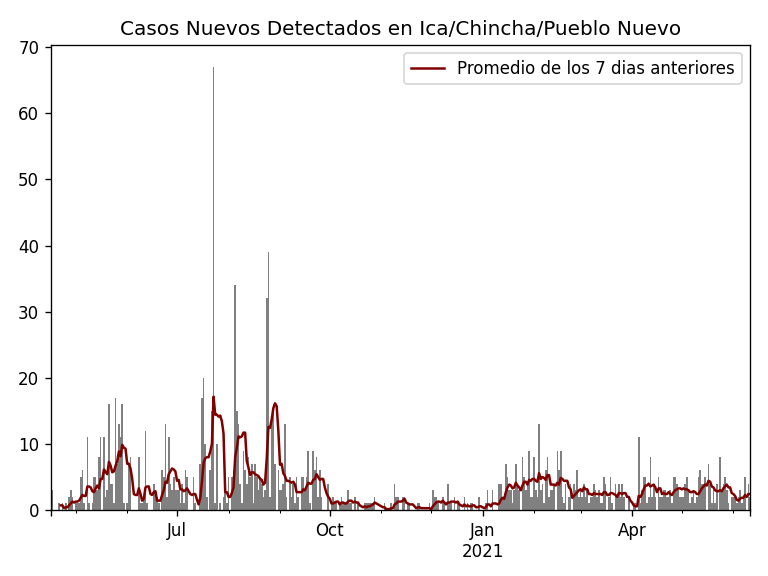 Casos Nuevos Detectados en Ica/Chincha/Pueblo Nuevo
Promedio de los 7 dias anteriores
70
60
50
40
30
20
10
0
Jul
Oct
Jan
2021
Apr